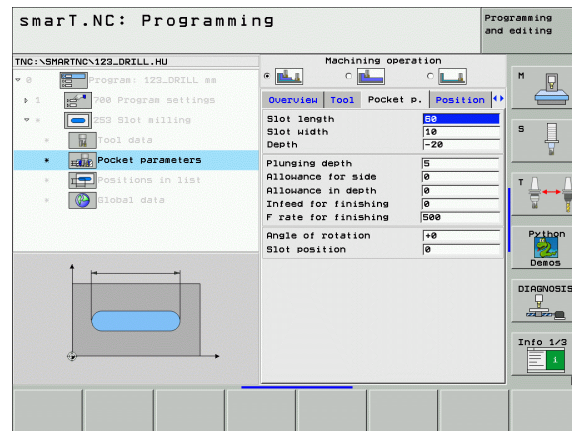 smarT.NC: Programming
Programming
and editing
TNC:\SMARTNC\123_DRILL.HU
0 Program: 123_DRILL mm
1 700 Program settings
* 253 Slot milling
* Tool data
* Pocket parameters
* Positions in list
* Global data
Machining operation
Overview Tool Pocket p. Position
Slot length 60
Slot width 10
Depth -20
Plunging depth 5
Allowance for side 0
Allowance in depth 0
Infeed for finishing 0
F rate for finishing 500
Angle of rotation +0
Slot position 0
M
S
T
Python
Demos
DIAGNOSIS
Info 1/3